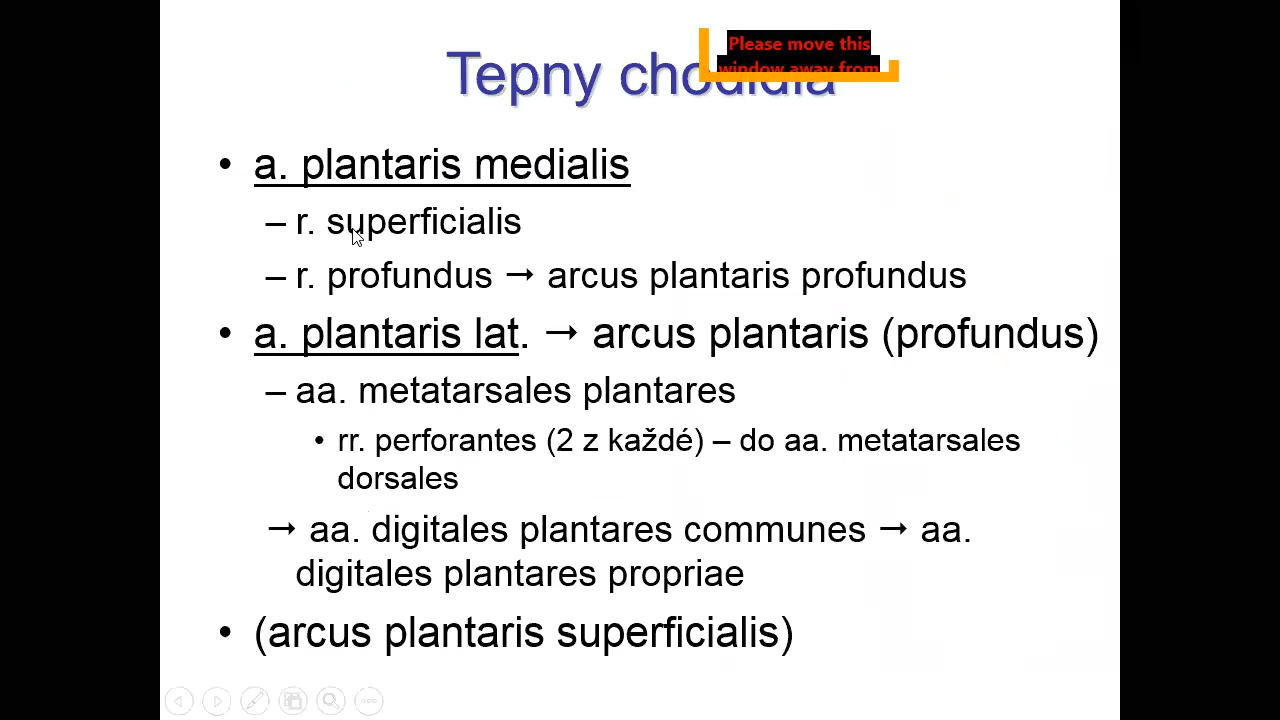 Please move this
window away from
Tepny chodidla
• a. plantaris medialis
– r. superficialis
– r. profundus → arcus plantaris profundus
• a. plantaris lat. → arcus plantaris (profundus)
– aa. metatarsales plantares
• rr. perforantes (2 z každé) – do aa. metatarsales
dorsales
→ aa. digitales plantares communes → aa.
digitales plantares propriae
• (arcus plantaris superficialis)